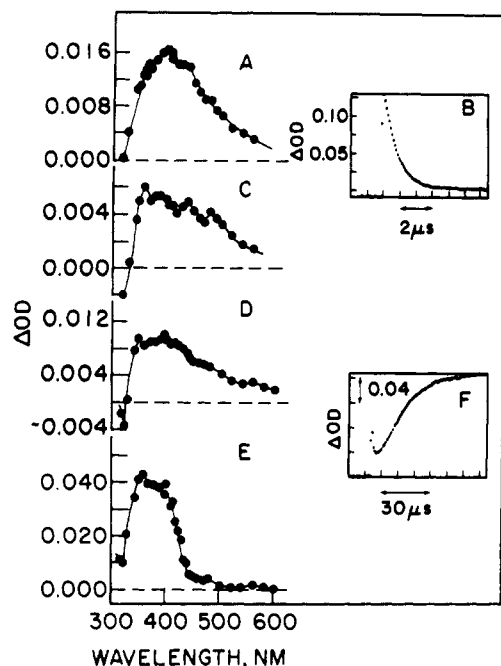 0.016
A
0.008
0.000
B
0.10
0.05
ΔOD
2μs
C
0.004
0.000
ΔOD
D
0.012
0.004
-0.004
F
0.04
ΔOD
30μs
E
0.040
0.020
0.000
300 400 500 600
WAVELENGTH, NM